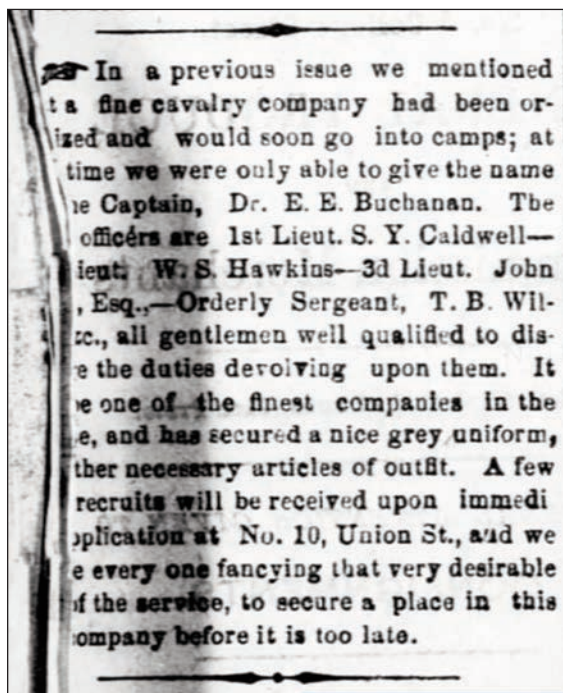 In a previous issue we mentioned
a fine cavalry company had been or-
ized and would soon go into camps; at
time we were only able to give the name
Captain, Dr. E. E. Buchanan. The
officers are 1st Lieut. S. Y. Caldwell—
W. S. Hawkins—3d Lieut. John
, Esq.,—Orderly Sergeant, T. B. Wil-
all gentlemen well qualified to dis-
the duties devolving upon them. It
one of the finest companies in the
, and has secured a nice grey uniform,
necessary articles of outfit. A few
recruits will be received upon immedi
at No. 10, Union St., and we
every one fancying that very desirable
of the service, to secure a place in this
ompany before it is too late.